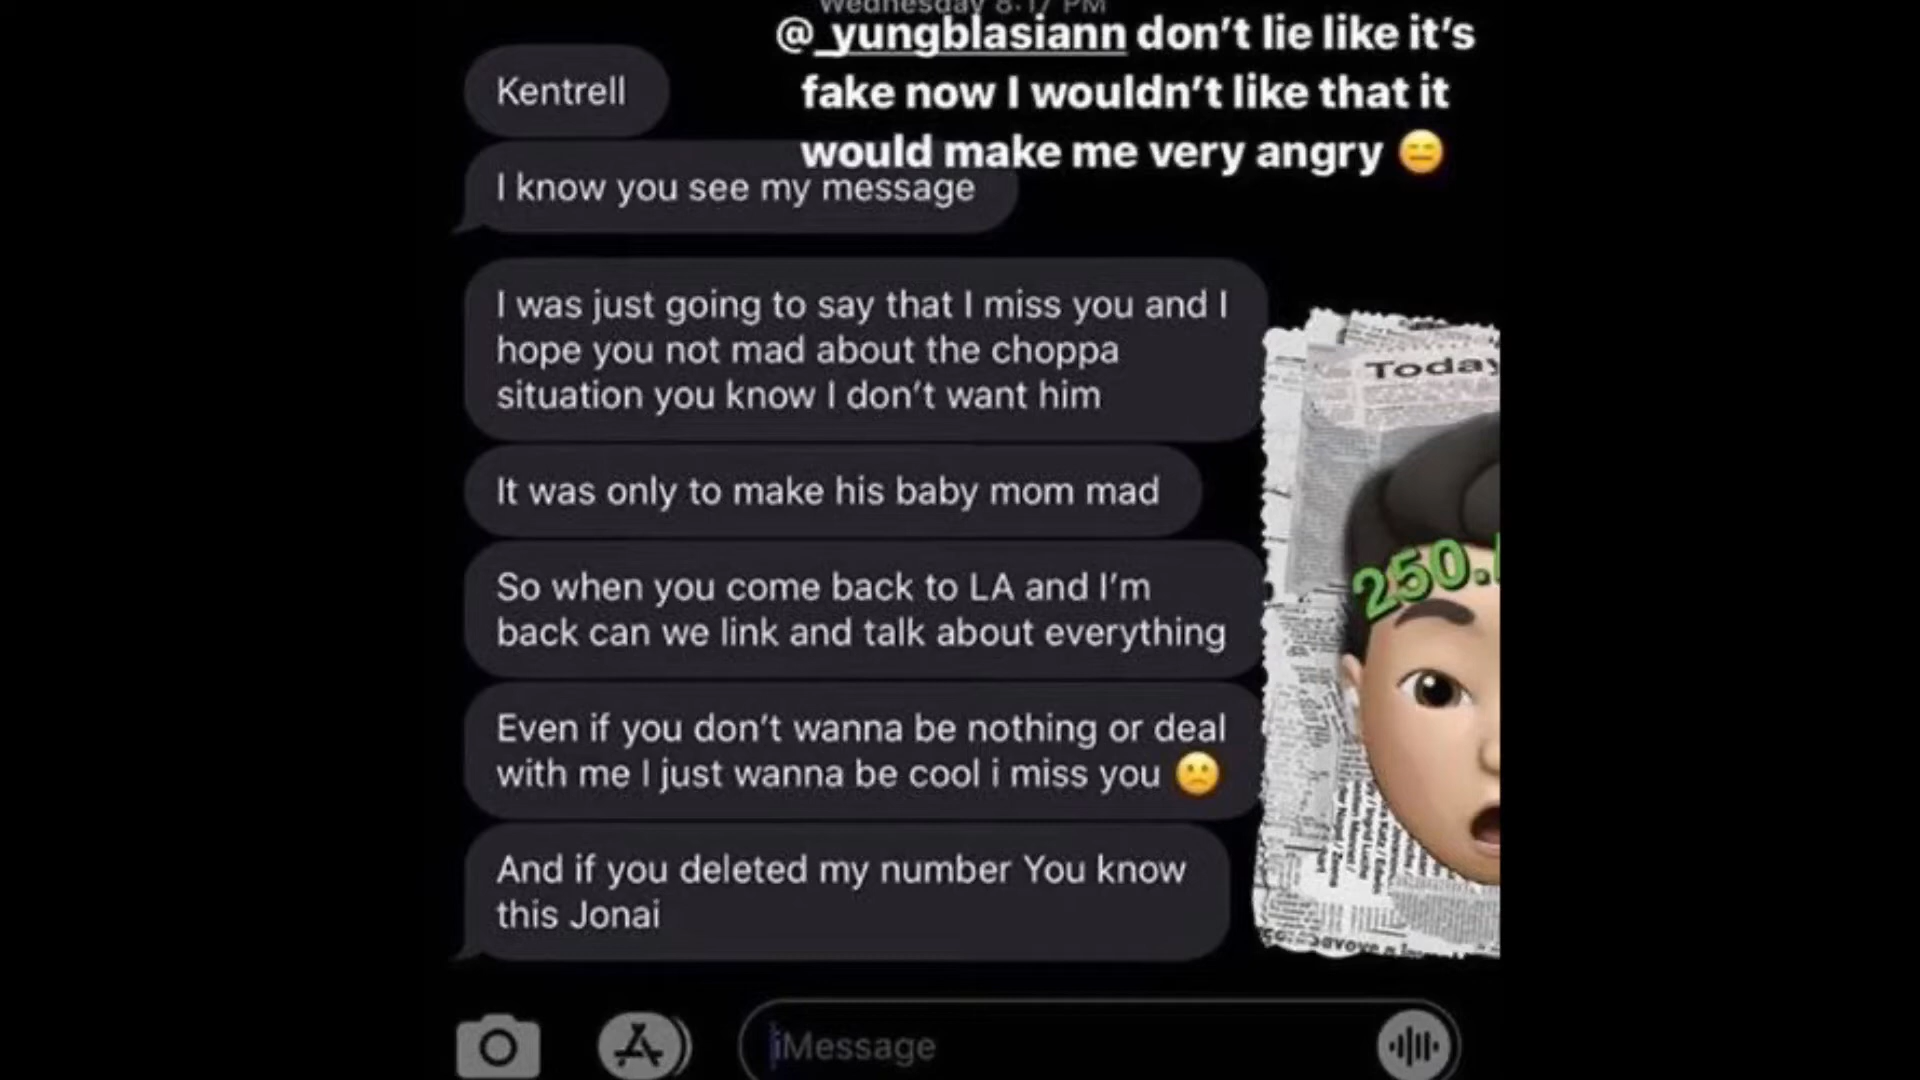 Wednesday 8:17 PM
@_yungblasiann don’t lie like it’s
fake now I wouldn’t like that it
would make me very angry 😑
Kentrell
I know you see my message
I was just going to say that I miss you and I
hope you not mad about the choppa
situation you know I don’t want him
It was only to make his baby mom mad
So when you come back to LA and I’m
back can we link and talk about everything
Even if you don’t wanna be nothing or deal
with me I just wanna be cool i miss you 🙁
And if you deleted my number You know
this Jonai
Today
250.
iMessage